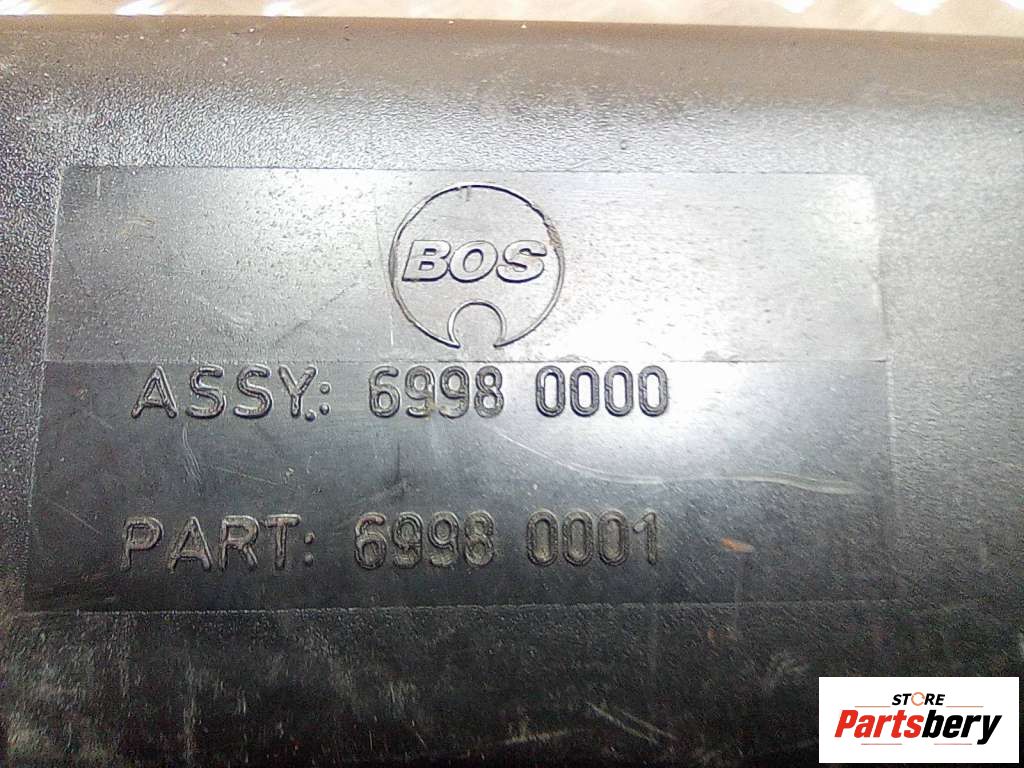 BOS
ASSY.: 6998 0000
PART: 6998 0001
STORE
Partsbery